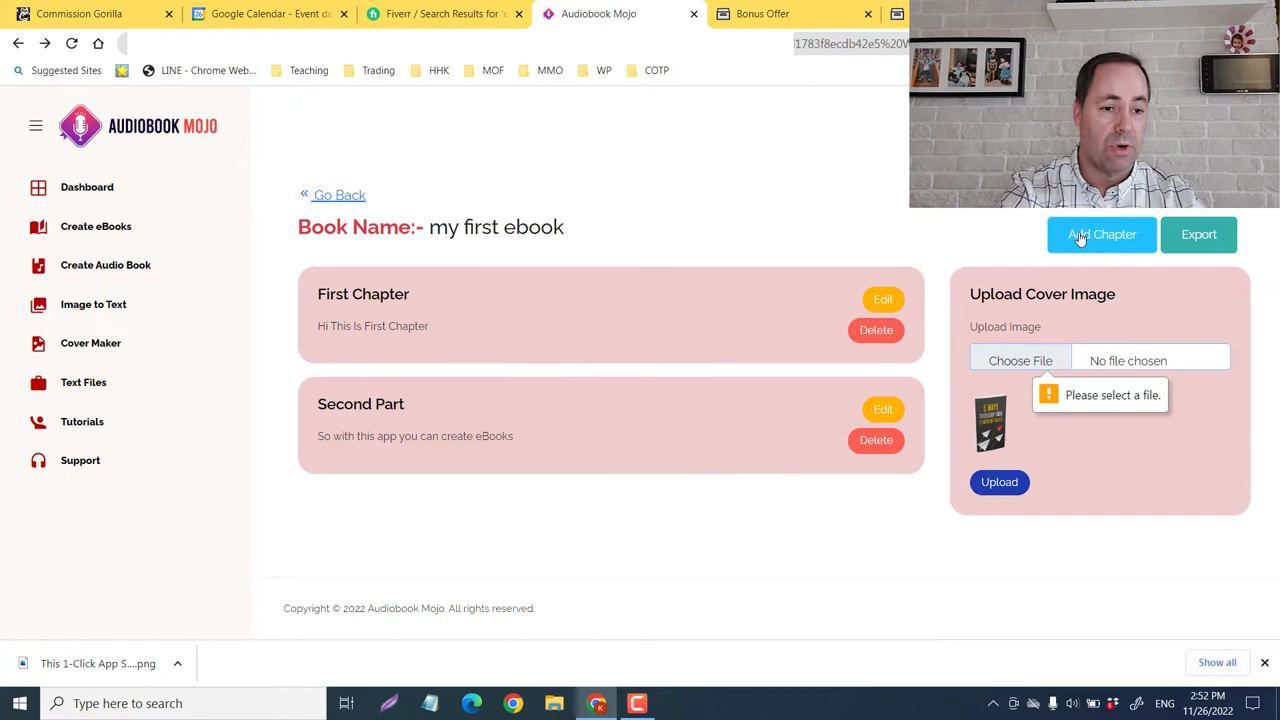 Commission Gorilla
Google Calendar - Event de
Fiverr / Search Results for 'e
Audiobook Mojo
Bonus Offer
1783f8ecdb42e5%20W
Suggested Sites
LINE - Chrome Web...
Teaching
Trading
HHK
MOF
MMO
WP
COTP
AUDIOBOOK MOJO
Dashboard
Create eBooks
Create Audio Book
Image to Text
Cover Maker
Text Files
Tutorials
Support
« Go Back
Book Name:- my first ebook
Add Chapter
Export
First Chapter
Edit
Hi This Is First Chapter
Delete
Second Part
Edit
So with this app you can create eBooks
Delete
Upload Cover Image
Upload Image
Choose File
No file chosen
Please select a file.
5 WAYS
Upload
Copyright © 2022 Audiobook Mojo. All rights reserved.
This 1-Click App S....png
Show all
Type here to search
ENG
2:52 PM
11/26/2022